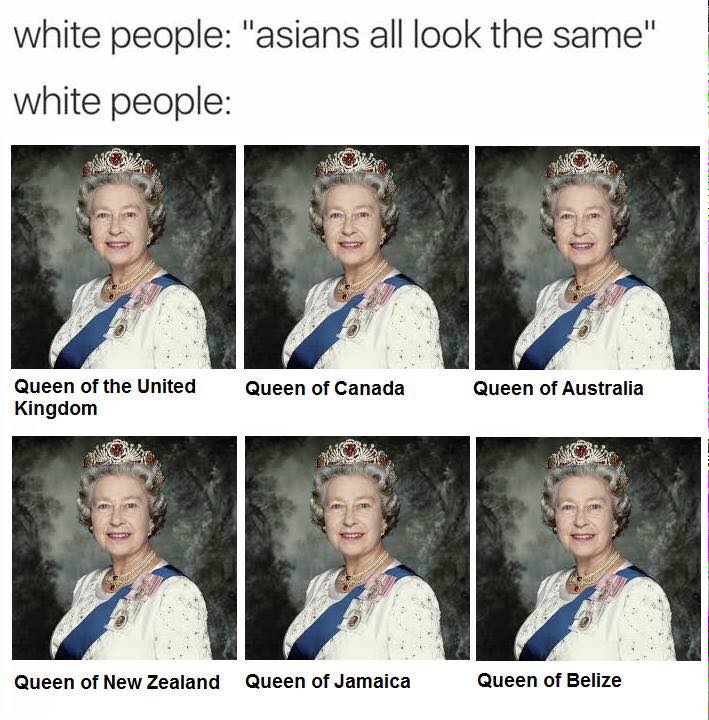 white people: "asians all look the same"
white people:
Queen of the United
Kingdom
Queen of Canada
Queen of Australia
Queen of New Zealand
Queen of Jamaica
Queen of Belize